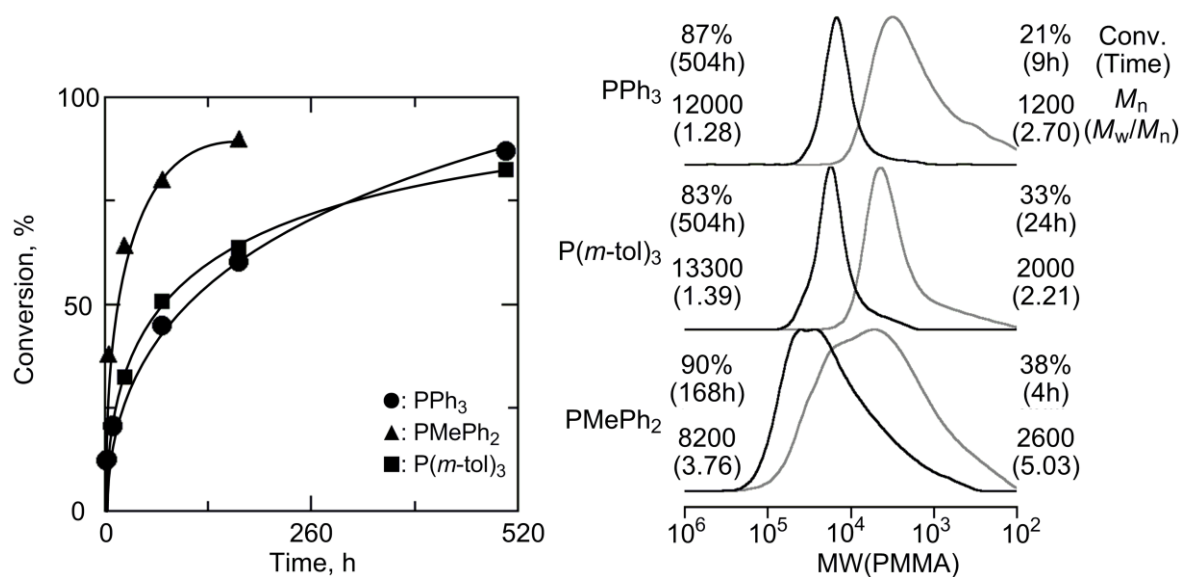 Conversion, %
100
50
0
0
260
520
Time, h
●: PPh3
▲: PMePh2
■: P(m-tol)3
PPh3
87%
(504h)
12000
(1.28)
21%
(9h)
1200
(2.70)
Conv.
(Time)
Mn
(Mw/Mn)
P(m-tol)3
83%
(504h)
13300
(1.39)
33%
(24h)
2000
(2.21)
PMePh2
90%
(168h)
8200
(3.76)
38%
(4h)
2600
(5.03)
10^6 10^5 10^4 10^3 10^2
MW(PMMA)